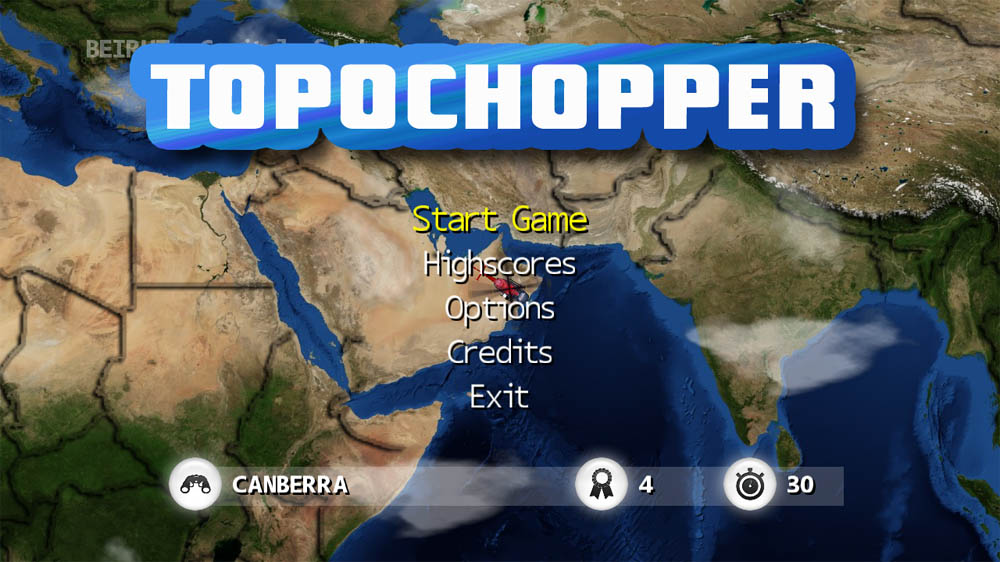 TOPOCHOPPER
Start Game
Highscores
Options
Credits
Exit
CANBERRA 4 30